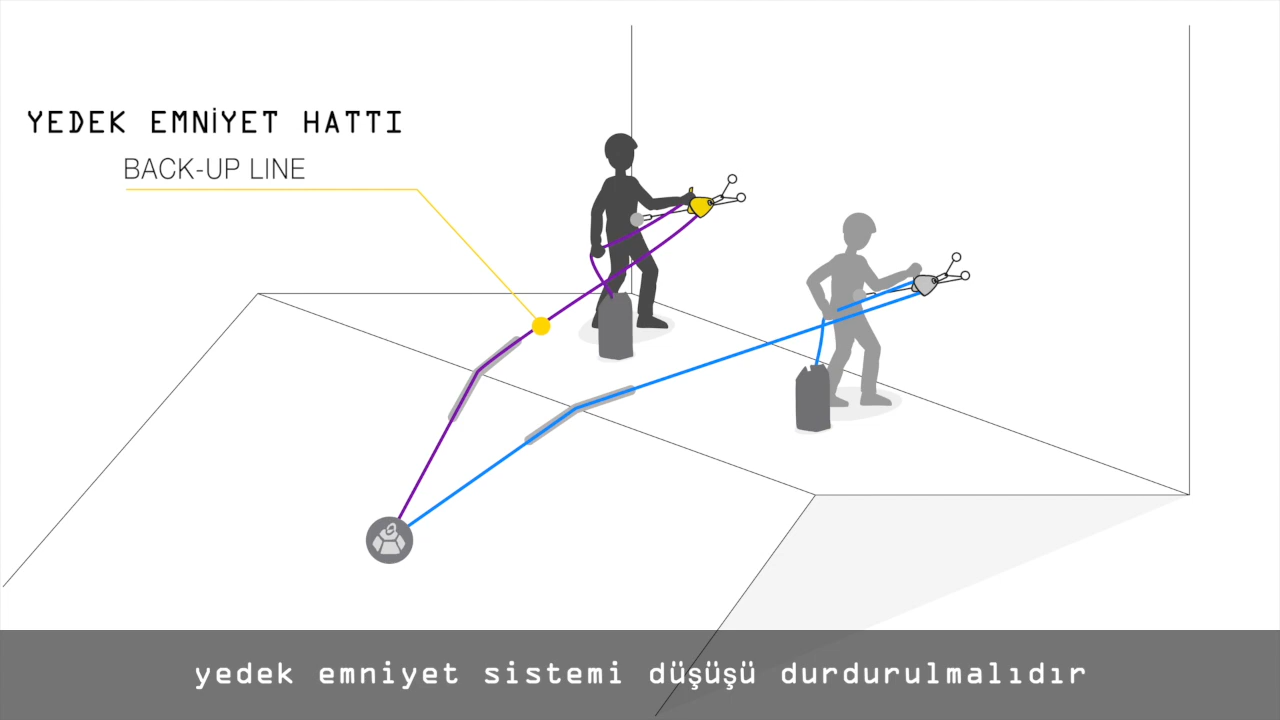 YEDEK EMNİYET HATTI
BACK-UP LINE
yedek emniyet sistemi düşüşü durdurulmalıdır